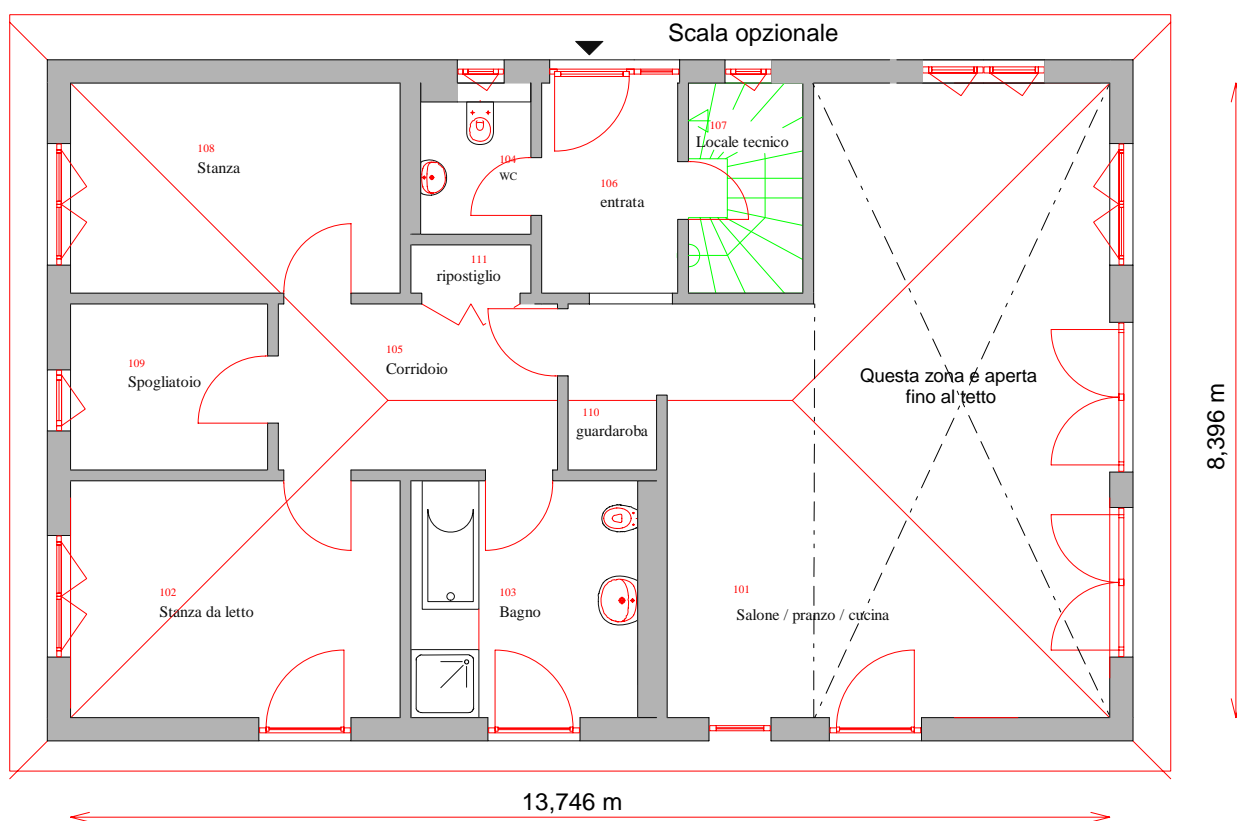 Scala opzionale
108
Stanza
104
WC
107
Locale tecnico
106
entrata
111
ripostiglio
109
Spogliatoio
105
Corridoio
Questa zona e aperta
fino al tetto
110
guardaroba
8,396 m
102
Stanza da letto
103
Bagno
101
Salone / pranzo / cucina
13,746 m